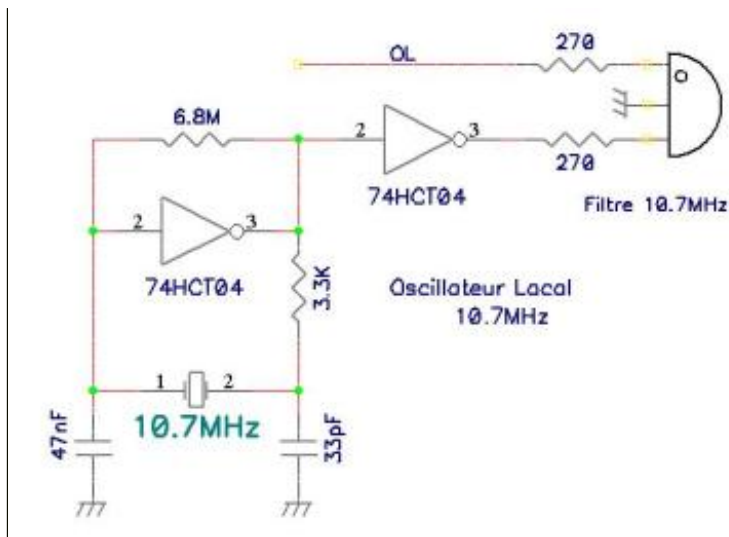 OL
270
6.8M
2
3
270
74HCT04
Filtre 10.7MHz
2
3
74HCT04
3.3K
Oscillateur Lacal
10.7MHz
1
2
10.7MHz
47nF
33pF